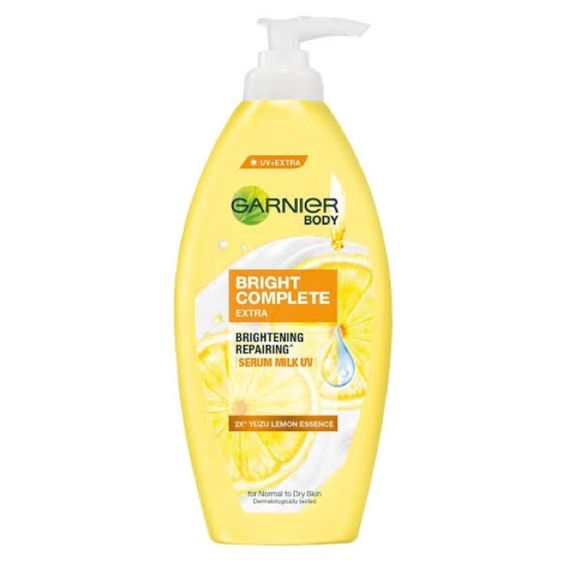 UV+EXTRA
GARNIER
BODY
BRIGHT
COMPLETE
EXTRA
BRIGHTENING
REPAIRING^
SERUM MILK UV
2X* YUZU LEMON ESSENCE
for Normal to Dry Skin
Dermatologically tested